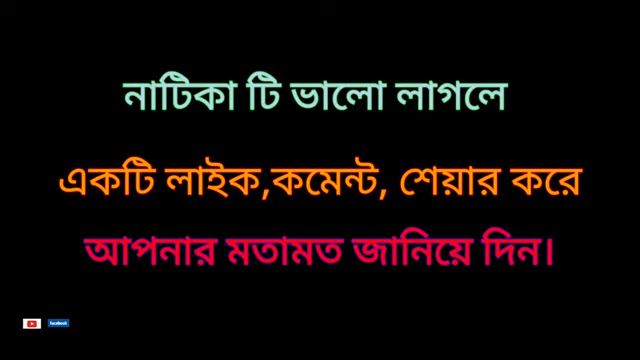 নাটিকা টি ভালো লাগলে
একটি লাইক,কমেন্ট, শেয়ার করে
আপনার মতামত জানিয়ে দিন।
facebook